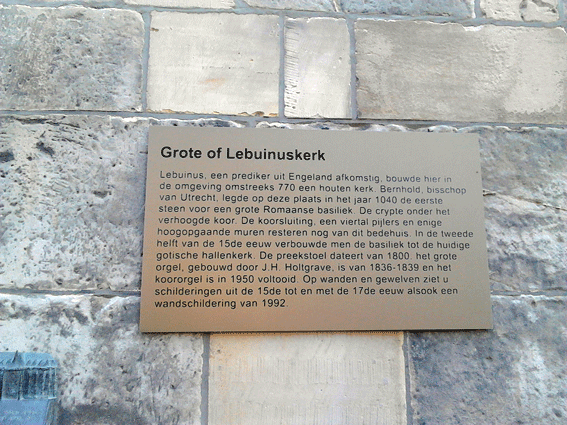 Grote of Lebuinuskerk
Lebuinus, een prediker uit Engeland afkomstig, bouwde hier in
de omgeving omstreeks 770 een houten kerk. Bernhold, bisschop
van Utrecht, legde op deze plaats in het jaar 1040 de eerste
steen voor een grote Romaanse basiliek. De crypte onder het
verhoogde koor. De koorsluiting, een viertal pijlers en enige
hoogopgaande muren resteren nog van dit bedehuis. In de tweede
helft van de 15de eeuw verbouwde men de basiliek tot de huidige
gotische hallenkerk. De preekstoel dateert van 1800 het grote
orgel, gebouwd door J.H. Holtgrave, is van 1836-1839 en het
koororgel is in 1950 voltooid. Op wanden en gewelven ziet u
schilderingen uit de 15de tot en met de 17de eeuw alsook een
wandschildering van 1992.